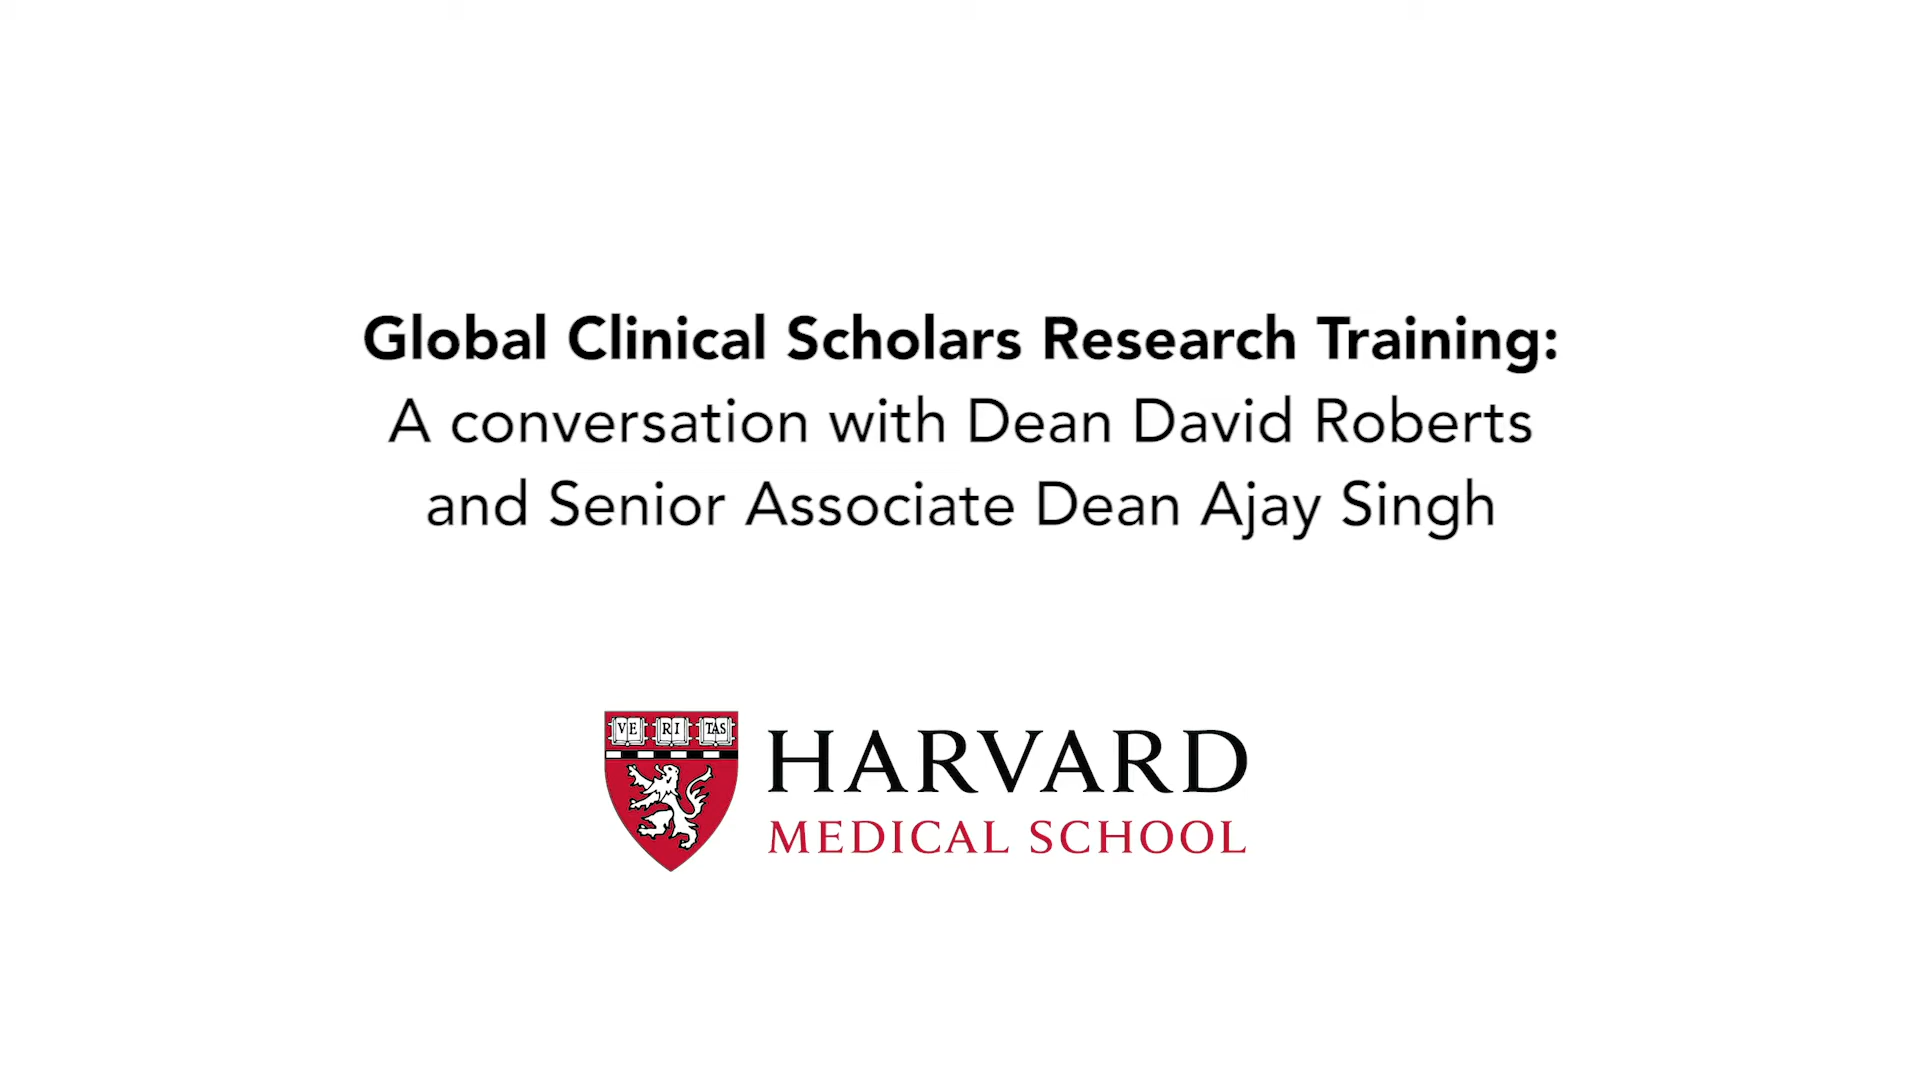 Global Clinical Scholars Research Training:
A conversation with Dean David Roberts
and Senior Associate Dean Ajay Singh
VE RI TAS
HARVARD
MEDICAL SCHOOL